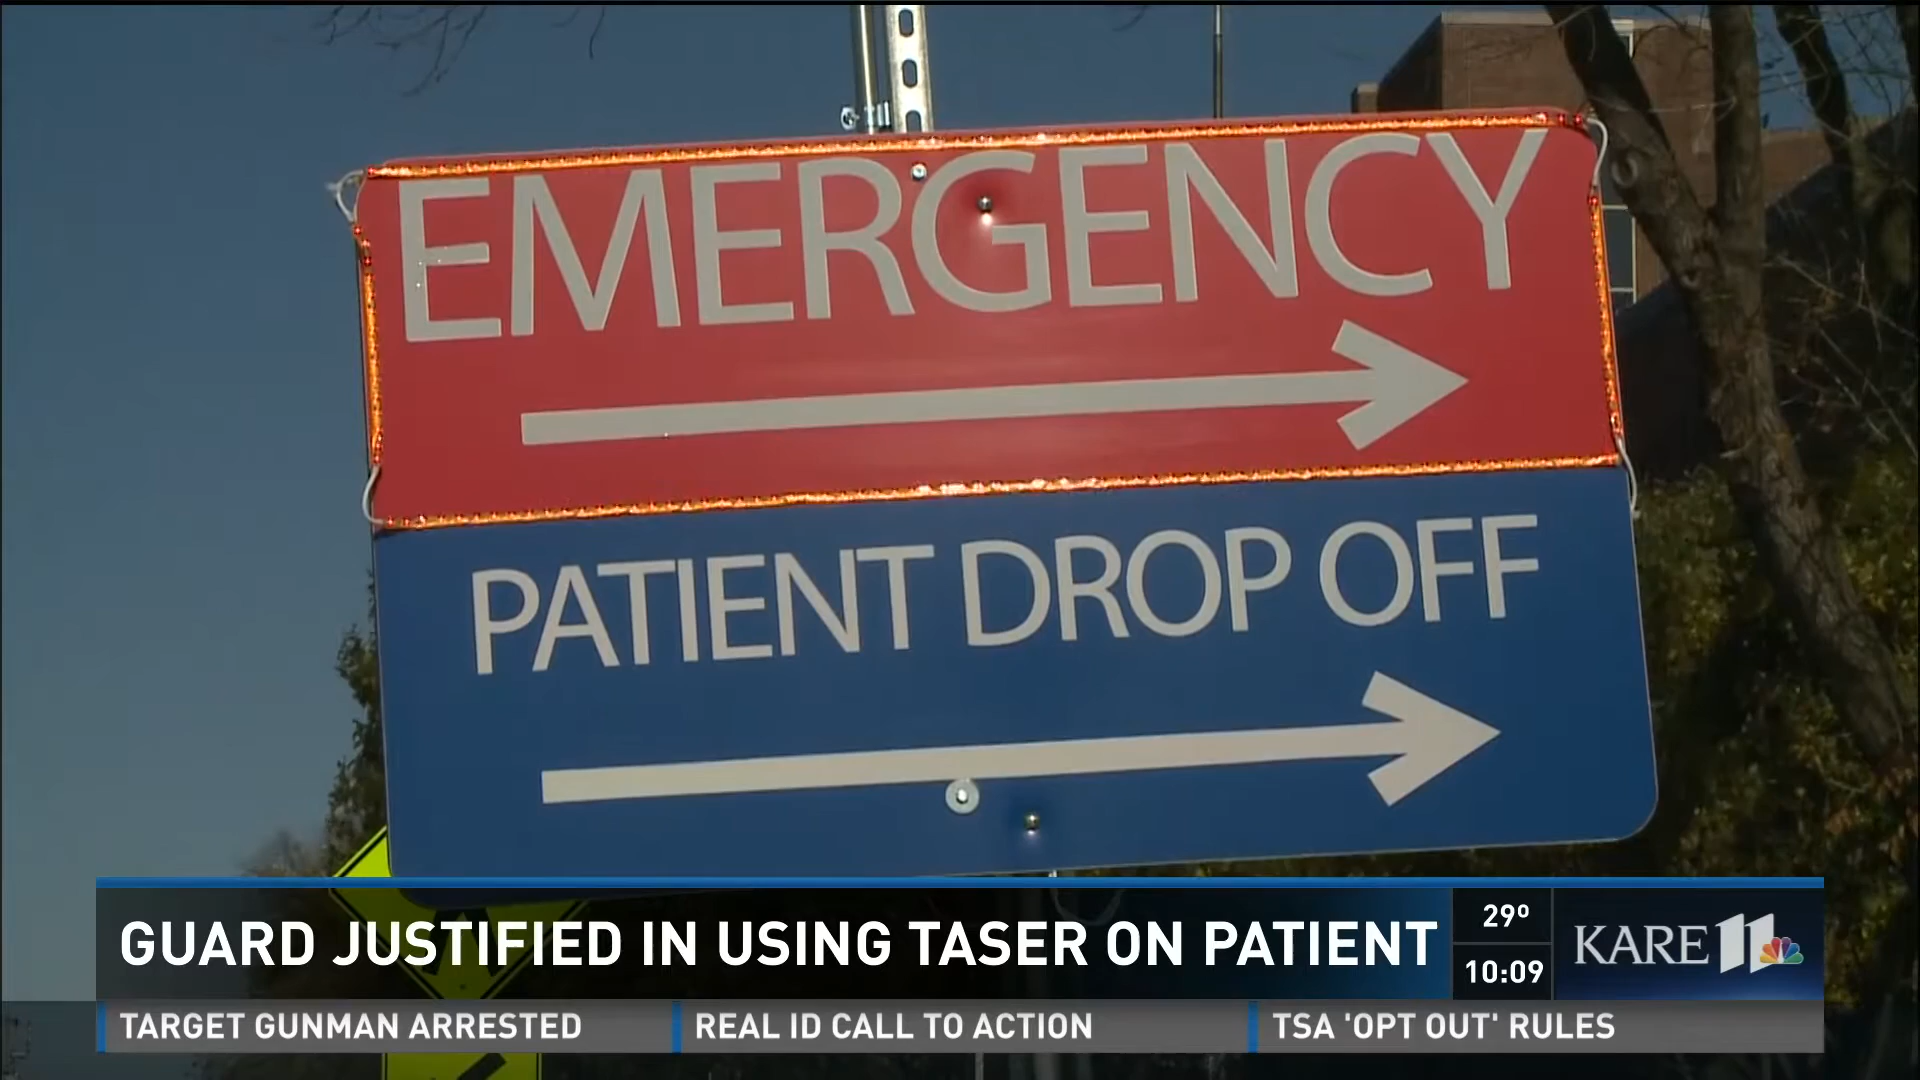 EMERGENCY
PATIENT DROP OFF
GUARD JUSTIFIED IN USING TASER ON PATIENT
29º
10:09
KARE 11
TARGET GUNMAN ARRESTED
REAL ID CALL TO ACTION
TSA 'OPT OUT' RULES